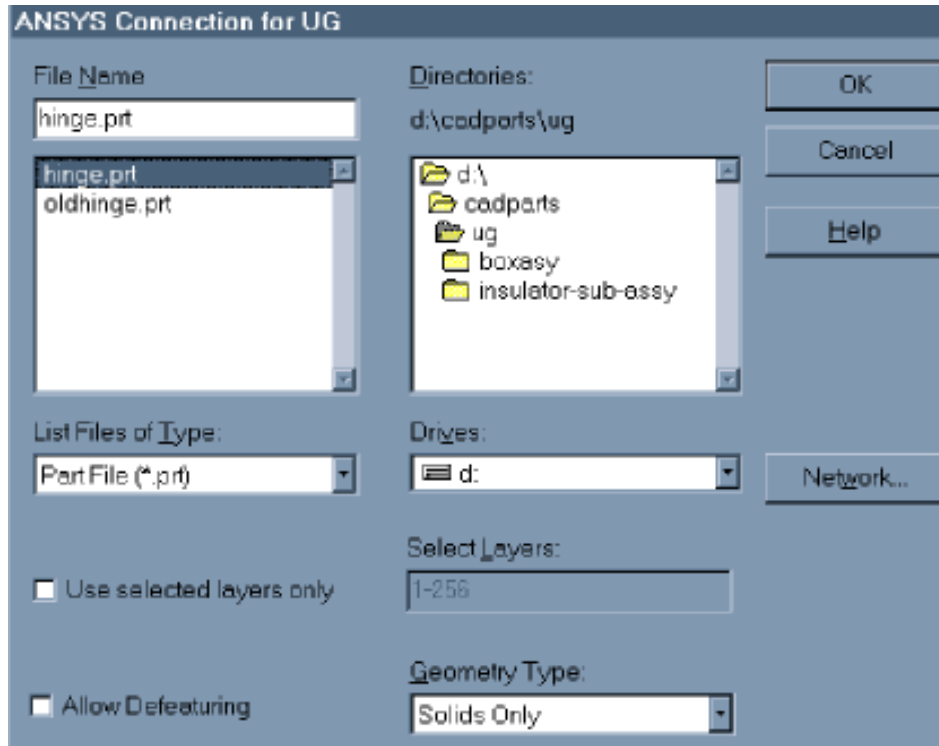 ANSYS Connection for UG
File Name
hinge.prt
hinge.prt
oldhinge.prt
Directories:
d:\cadparts\ug
d:\
cadparts
ug
boxasy
insulator-sub-assy
OK
Cancel
Help
List Files of Type:
Part File (*.prt)
Drives:
d:
Network...
Use selected layers only
Select Layers:
1-256
Allow Defeaturing
Geometry Type:
Solids Only